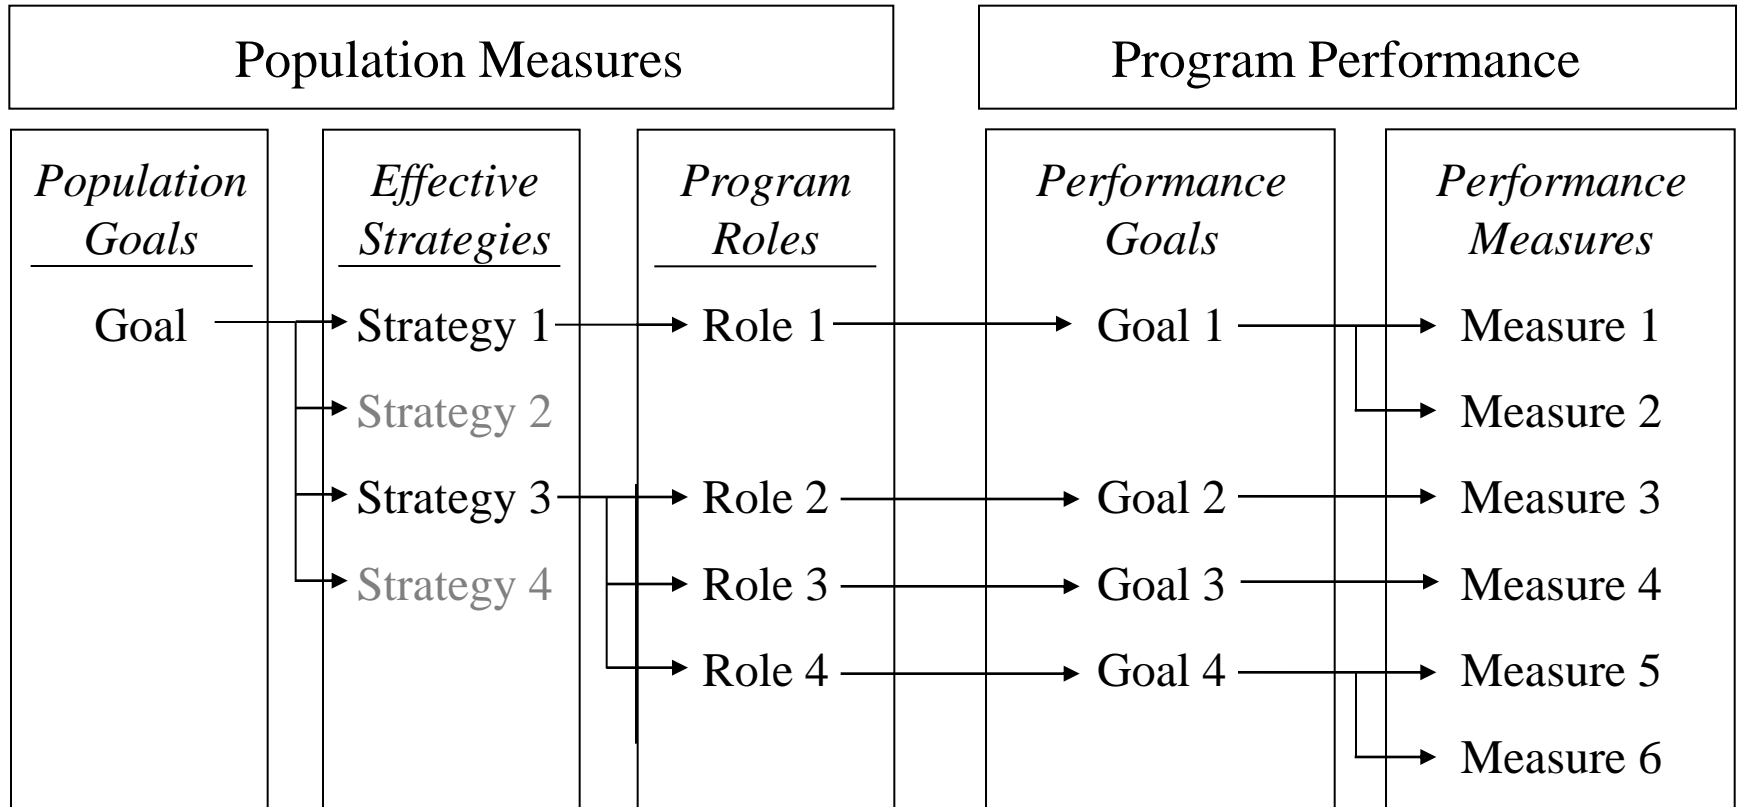 Population Measures
Program Performance
Population
Goals
Effective
Strategies
Program
Roles
Performance
Goals
Performance
Measures
Goal
Strategy 1
Role 1
Goal 1
Measure 1
Strategy 2
Measure 2
Strategy 3
Role 2
Goal 2
Measure 3
Strategy 4
Role 3
Goal 3
Measure 4
Role 4
Goal 4
Measure 5
Measure 6